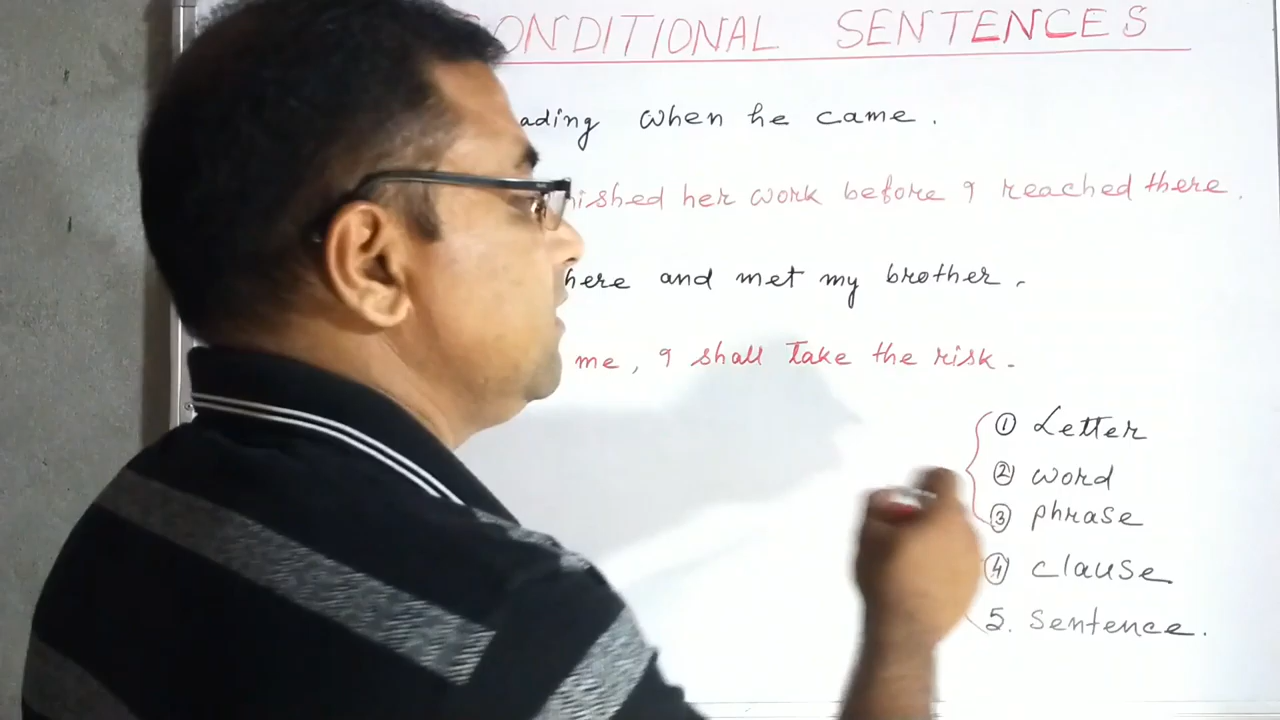 ONDITIONAL SENTENCES
ading when he came.
ished her work before I reached there.
here and met my brother.
me, I shall take the risk.
① Letter
② word
③ phrase
④ clause
5. Sentence.